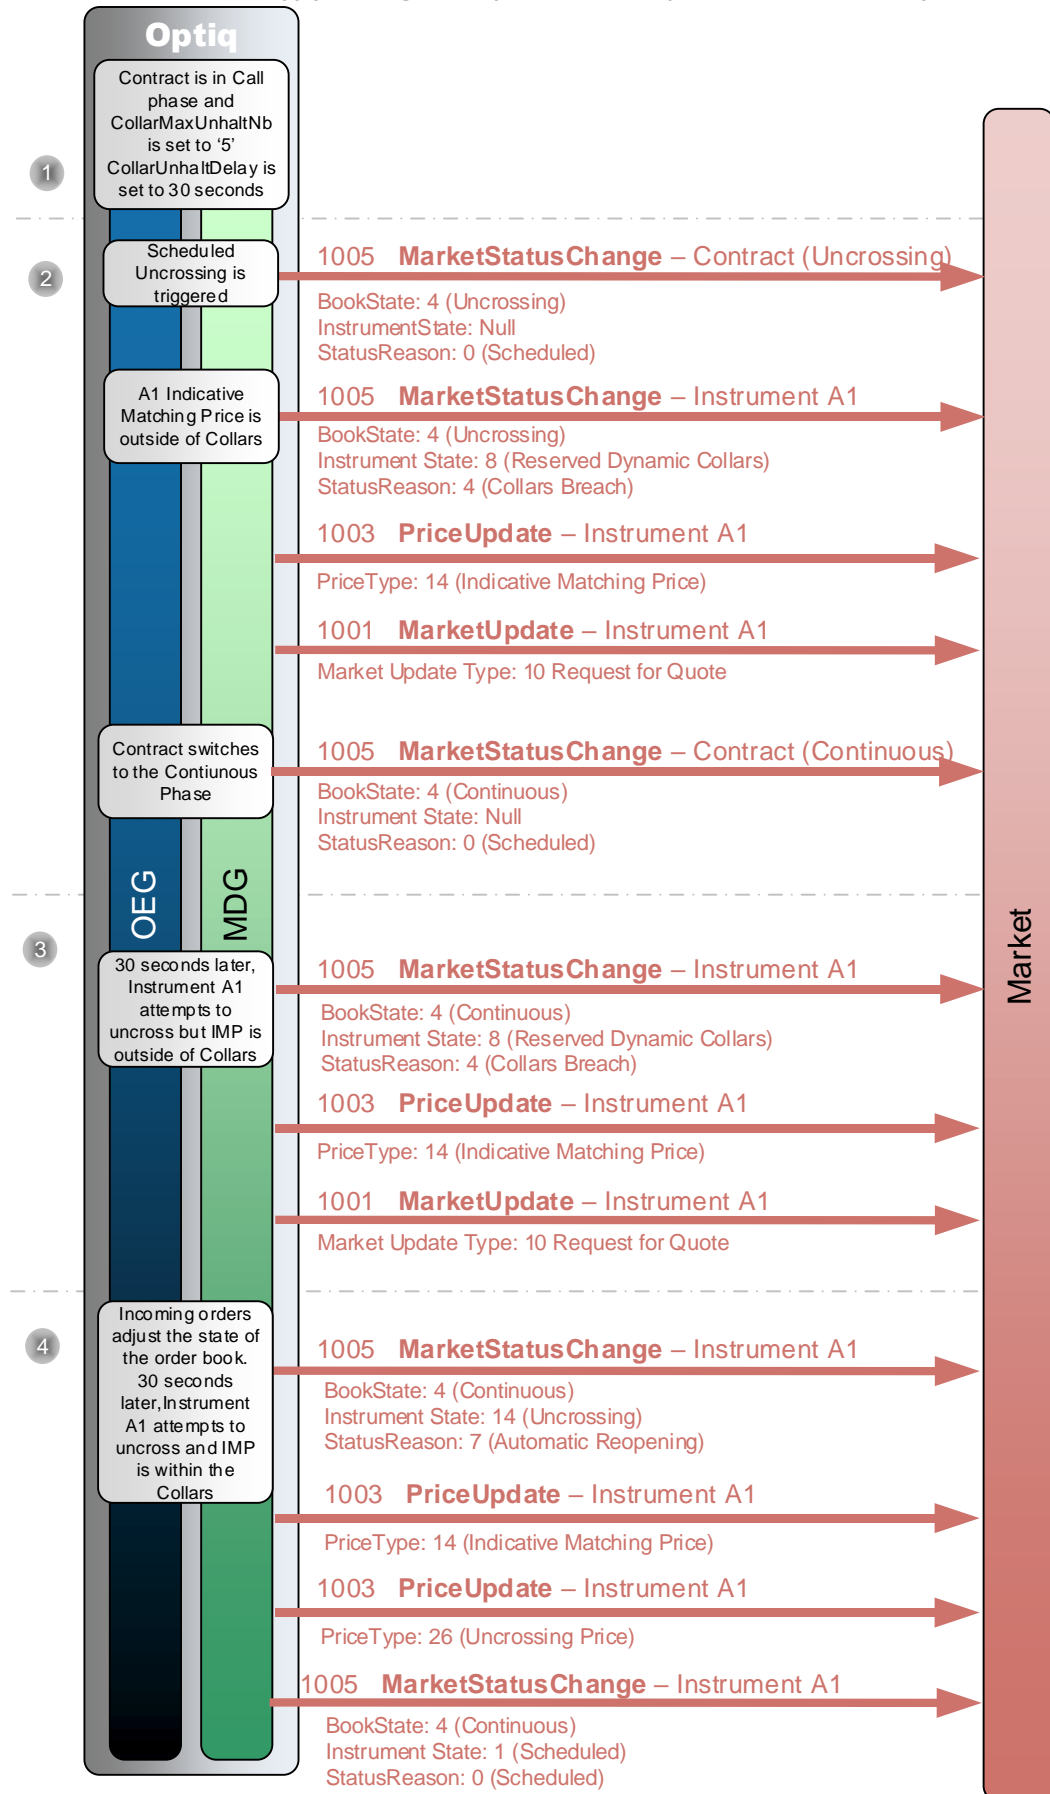 Optiq
Contract is in Call
phase and
CollarMaxUnhaltNb
is set to ‘5’
CollarUnhaltDelay is
set to 30 seconds
1
2
Scheduled
Uncrossing is
triggered
1005 MarketStatusChange – Contract (Uncrossing)
BookState: 4 (Uncrossing)
InstrumentState: Null
StatusReason: 0 (Scheduled)
A1 Indicative
Matching Price is
outside of Collars
1005 MarketStatusChange – Instrument A1
BookState: 4 (Uncrossing)
Instrument State: 8 (Reserved Dynamic Collars)
StatusReason: 4 (Collars Breach)
1003 PriceUpdate – Instrument A1
PriceType: 14 (Indicative Matching Price)
1001 MarketUpdate – Instrument A1
Market Update Type: 10 Request for Quote
Contract switches
to the Contiunous
Phase
1005 MarketStatusChange – Contract (Continuous)
BookState: 4 (Continuous)
Instrument State: Null
StatusReason: 0 (Scheduled)
OEG
MDG
Market
3
30 seconds later,
Instrument A1
attempts to
uncross but IMP is
outside of Collars
1005 MarketStatusChange – Instrument A1
BookState: 4 (Continuous)
Instrument State: 8 (Reserved Dynamic Collars)
StatusReason: 4 (Collars Breach)
1003 PriceUpdate – Instrument A1
PriceType: 14 (Indicative Matching Price)
1001 MarketUpdate – Instrument A1
Market Update Type: 10 Request for Quote
4
Incoming orders
adjust the state of
the order book.
30 seconds
later,Instrument
A1 attempts to
uncross and IMP
is within the
Collars
1005 MarketStatusChange – Instrument A1
BookState: 4 (Continuous)
Instrument State: 14 (Uncrossing)
StatusReason: 7 (Automatic Reopening)
1003 PriceUpdate – Instrument A1
PriceType: 14 (Indicative Matching Price)
1003 PriceUpdate – Instrument A1
PriceType: 26 (Uncrossing Price)
1005 MarketStatusChange – Instrument A1
BookState: 4 (Continuous)
Instrument State: 1 (Scheduled)
StatusReason: 0 (Scheduled)